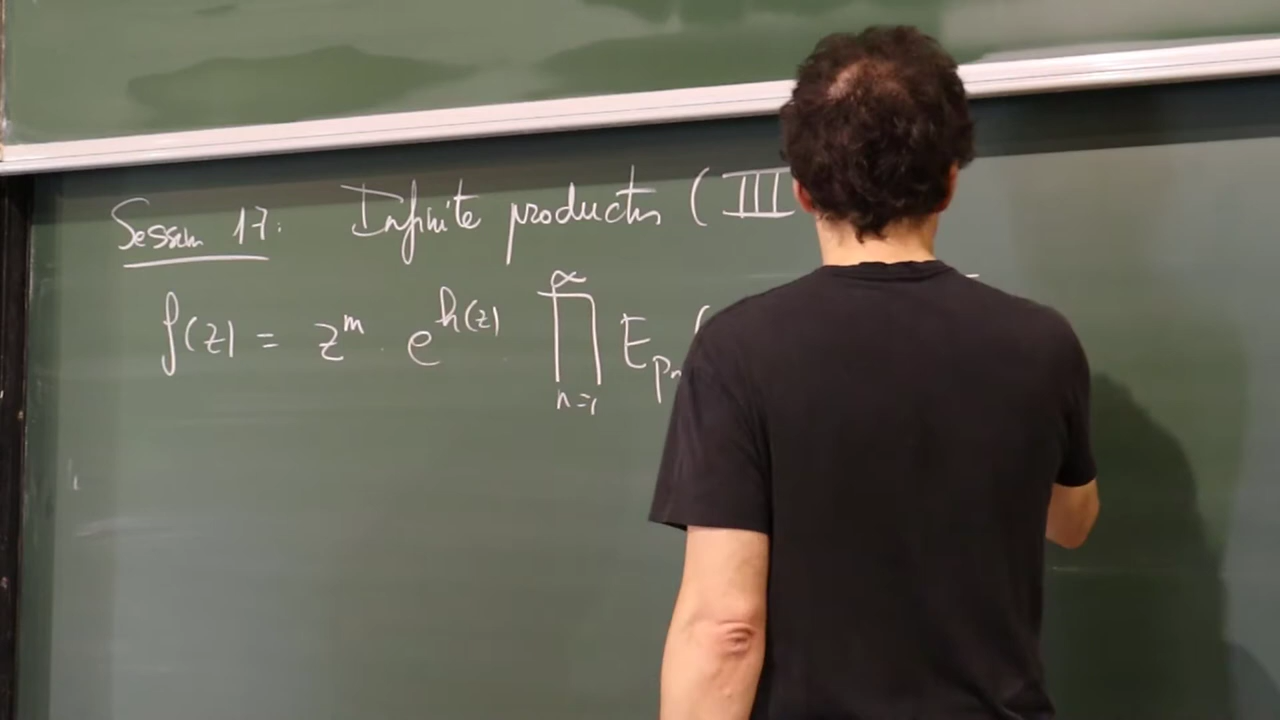 Session 17: Infinite products (III
f(z) = z^m · e^{h(z)} ∏_{n=1}^{∞} E_{p_n} (